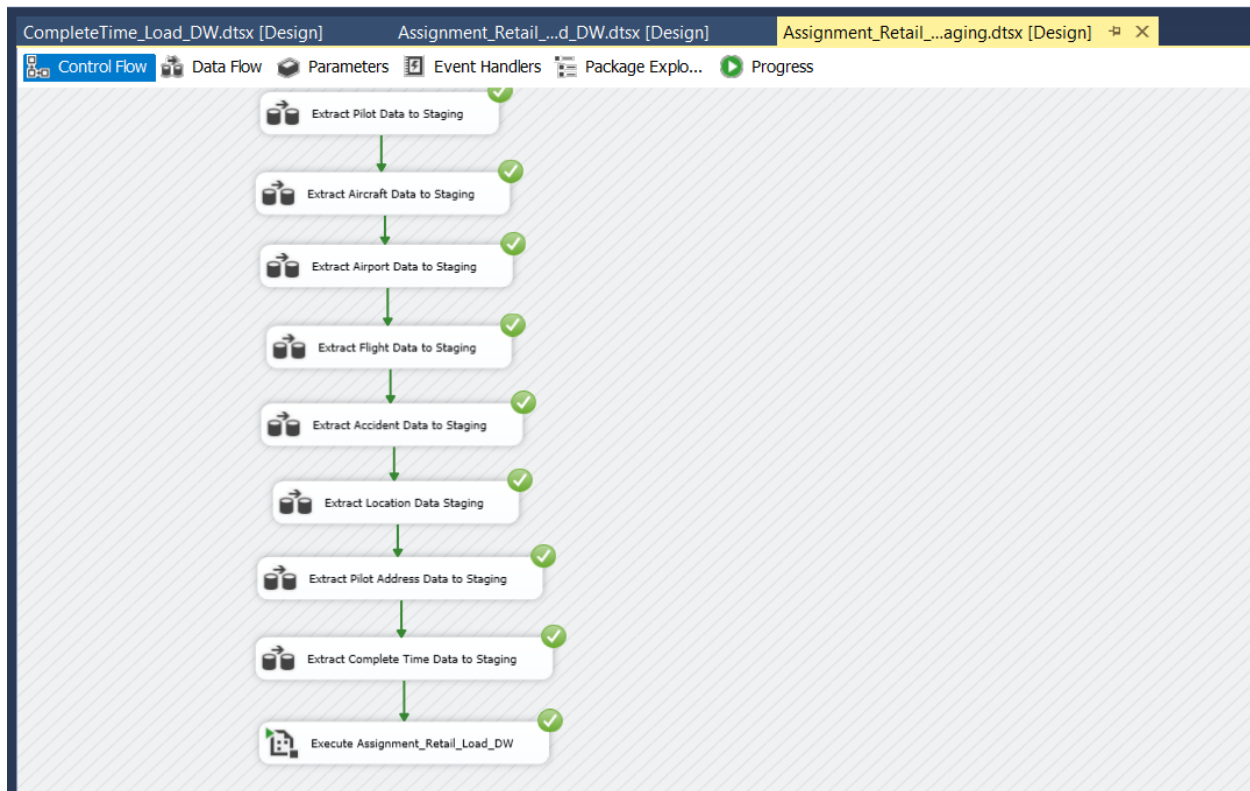 CompleteTime_Load_DW.dtsx [Design] Assignment_Retail_...d_DW.dtsx [Design] Assignment_Retail_...aging.dtsx [Design]
Control Flow Data Flow Parameters Event Handlers Package Explo... Progress
Extract Pilot Data to Staging
Extract Aircraft Data to Staging
Extract Airport Data to Staging
Extract Flight Data to Staging
Extract Accident Data to Staging
Extract Location Data Staging
Extract Pilot Address Data to Staging
Extract Complete Time Data to Staging
Execute Assignment_Retail_Load_DW